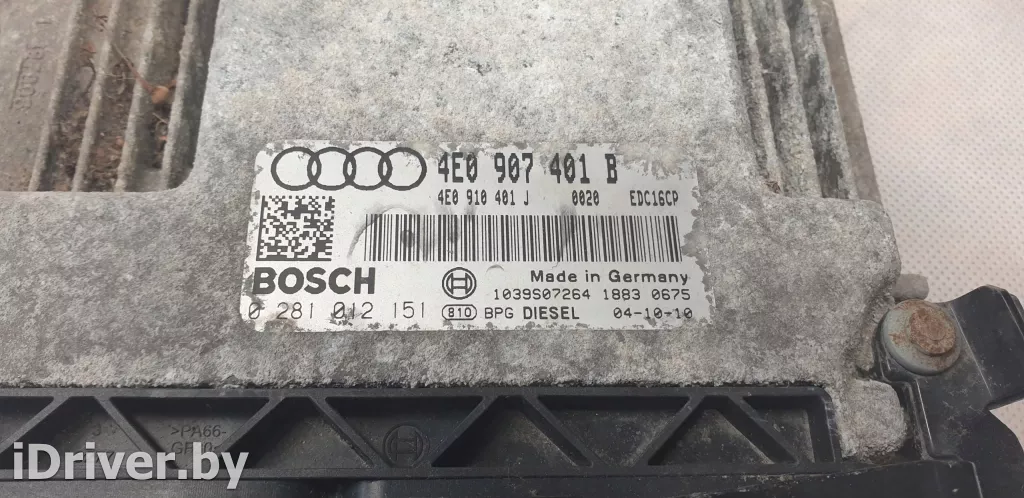 4E0 907 401 B
4E0 910 401 J 0020 EDC16CP
BOSCH
Made in Germany
1039S07264 1883 0675
0 281 012 151 810 BPG DIESEL 04-10-10
>PA66-
iDriver.by